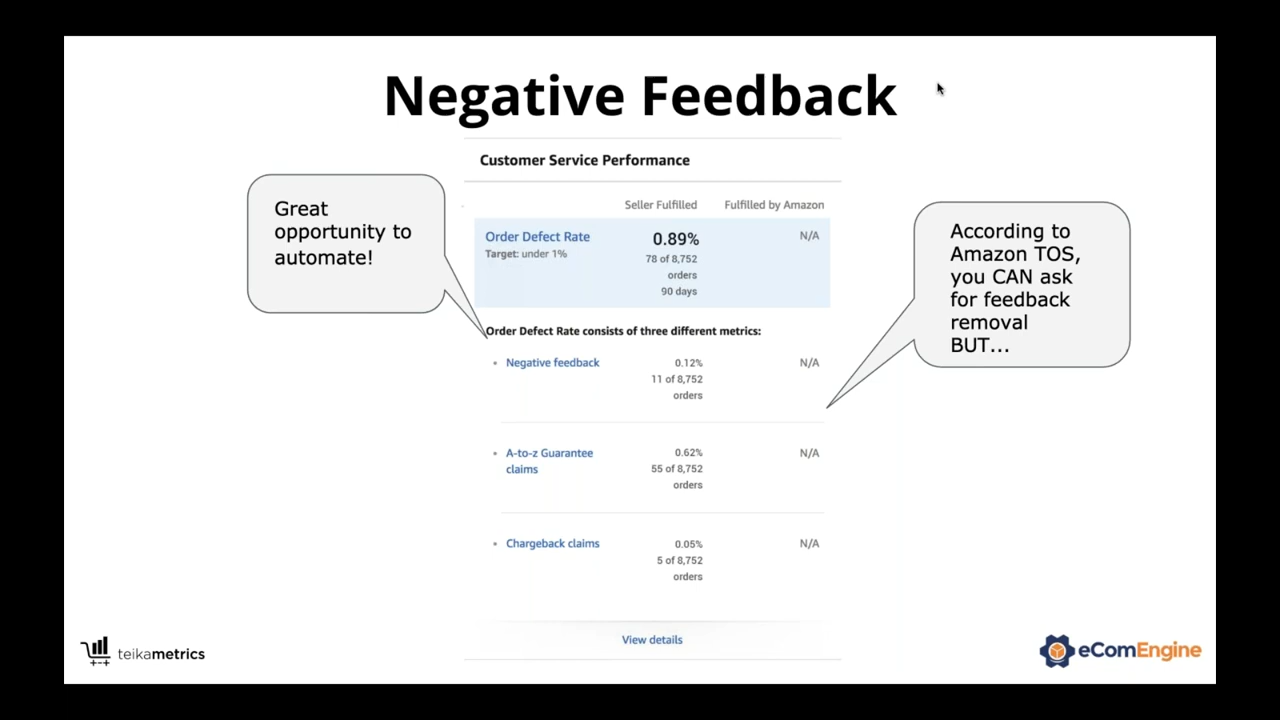 Negative Feedback
Customer Service Performance
Great
opportunity to
automate!
Seller Fulfilled
Fulfilled by Amazon
Order Defect Rate
0.89%
N/A
Target: under 1%
78 of 8,752
orders
90 days
According to
Amazon TOS,
you CAN ask
for feedback
removal
BUT...
Order Defect Rate consists of three different metrics:
Negative feedback
0.12%
N/A
11 of 8,752
orders
A-to-z Guarantee
claims
0.62%
N/A
55 of 8,752
orders
Chargeback claims
0.05%
N/A
5 of 8,752
orders
View details
teikametrics
eComEngine